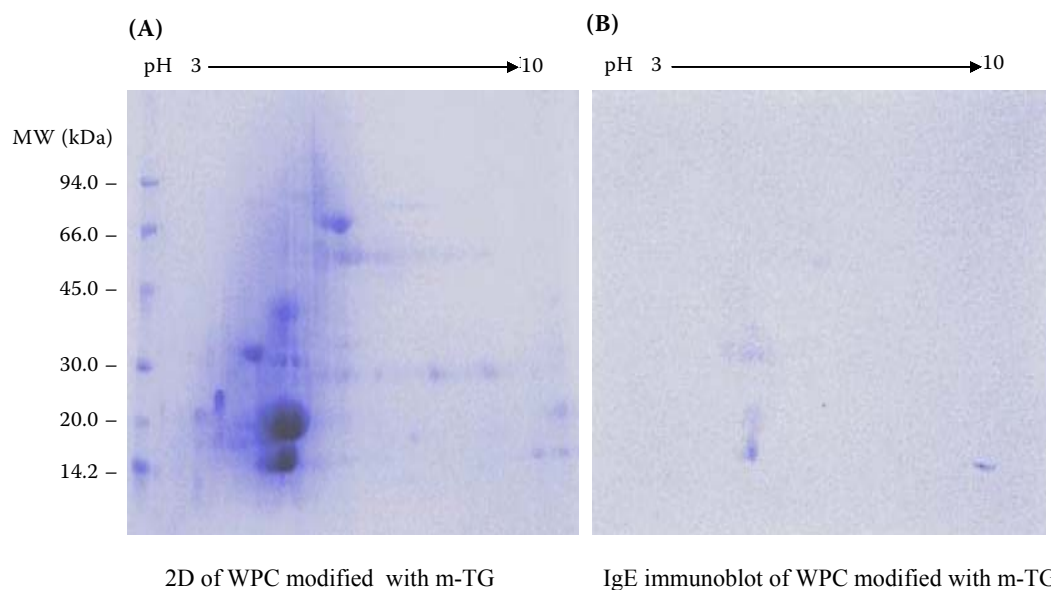 (A) (B)
pH 3 10 pH 3 10
MW (kDa)
94.0 –
66.0 –
45.0 –
30.0 –
20.0 –
14.2 –
2D of WPC modified with m-TG IgE immunoblot of WPC modified with m-TG